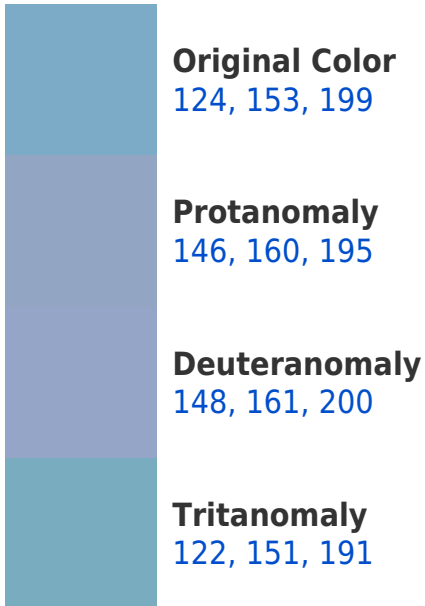 Original Color
124, 153, 199
Protanomaly
146, 160, 195
Deuteranomaly
148, 161, 200
Tritanomaly
122, 151, 191